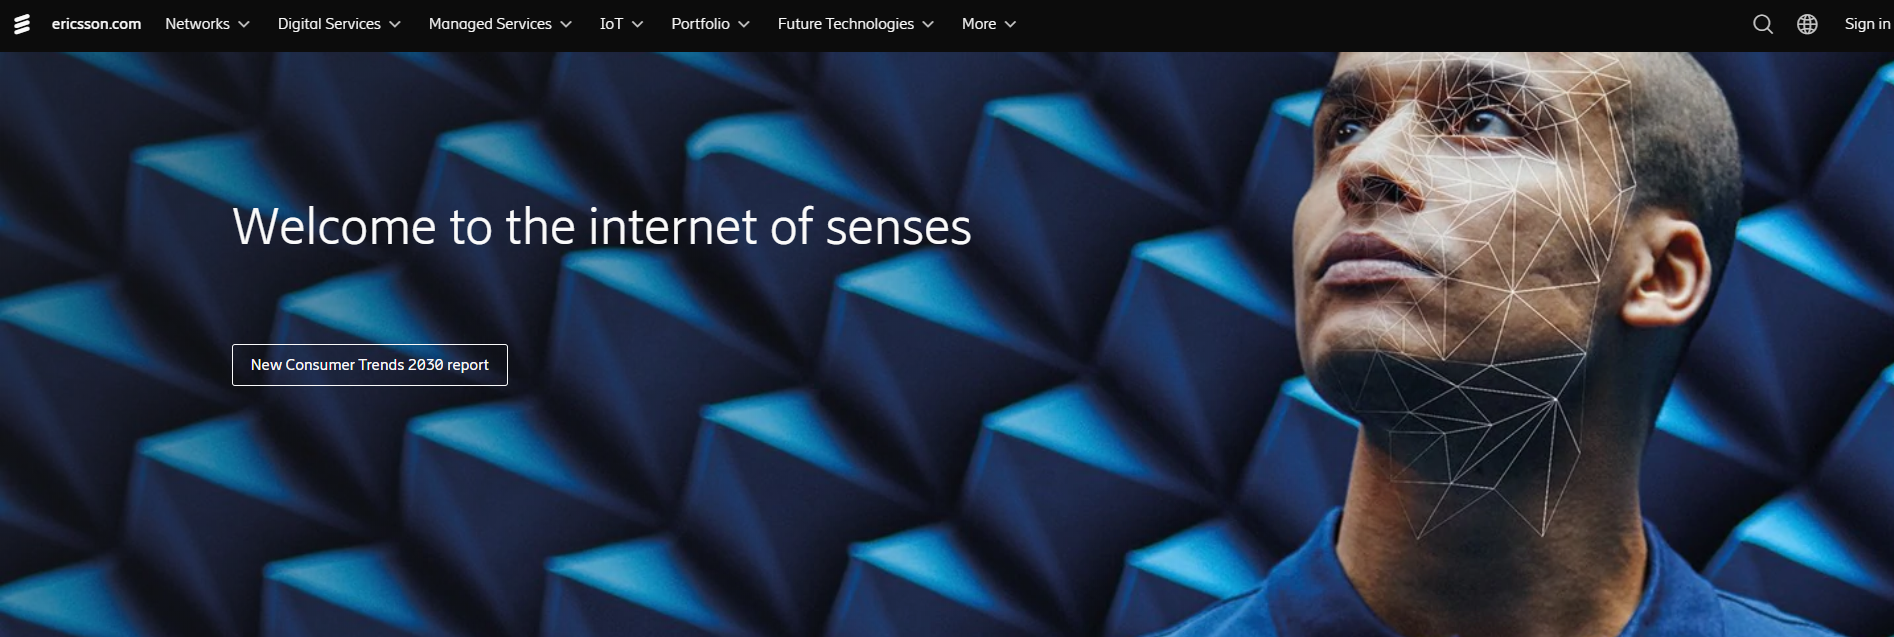 ericsson.com Networks Digital Services Managed Services IoT Portfolio Future Technologies More Sign in
Welcome to the internet of senses
New Consumer Trends 2030 report